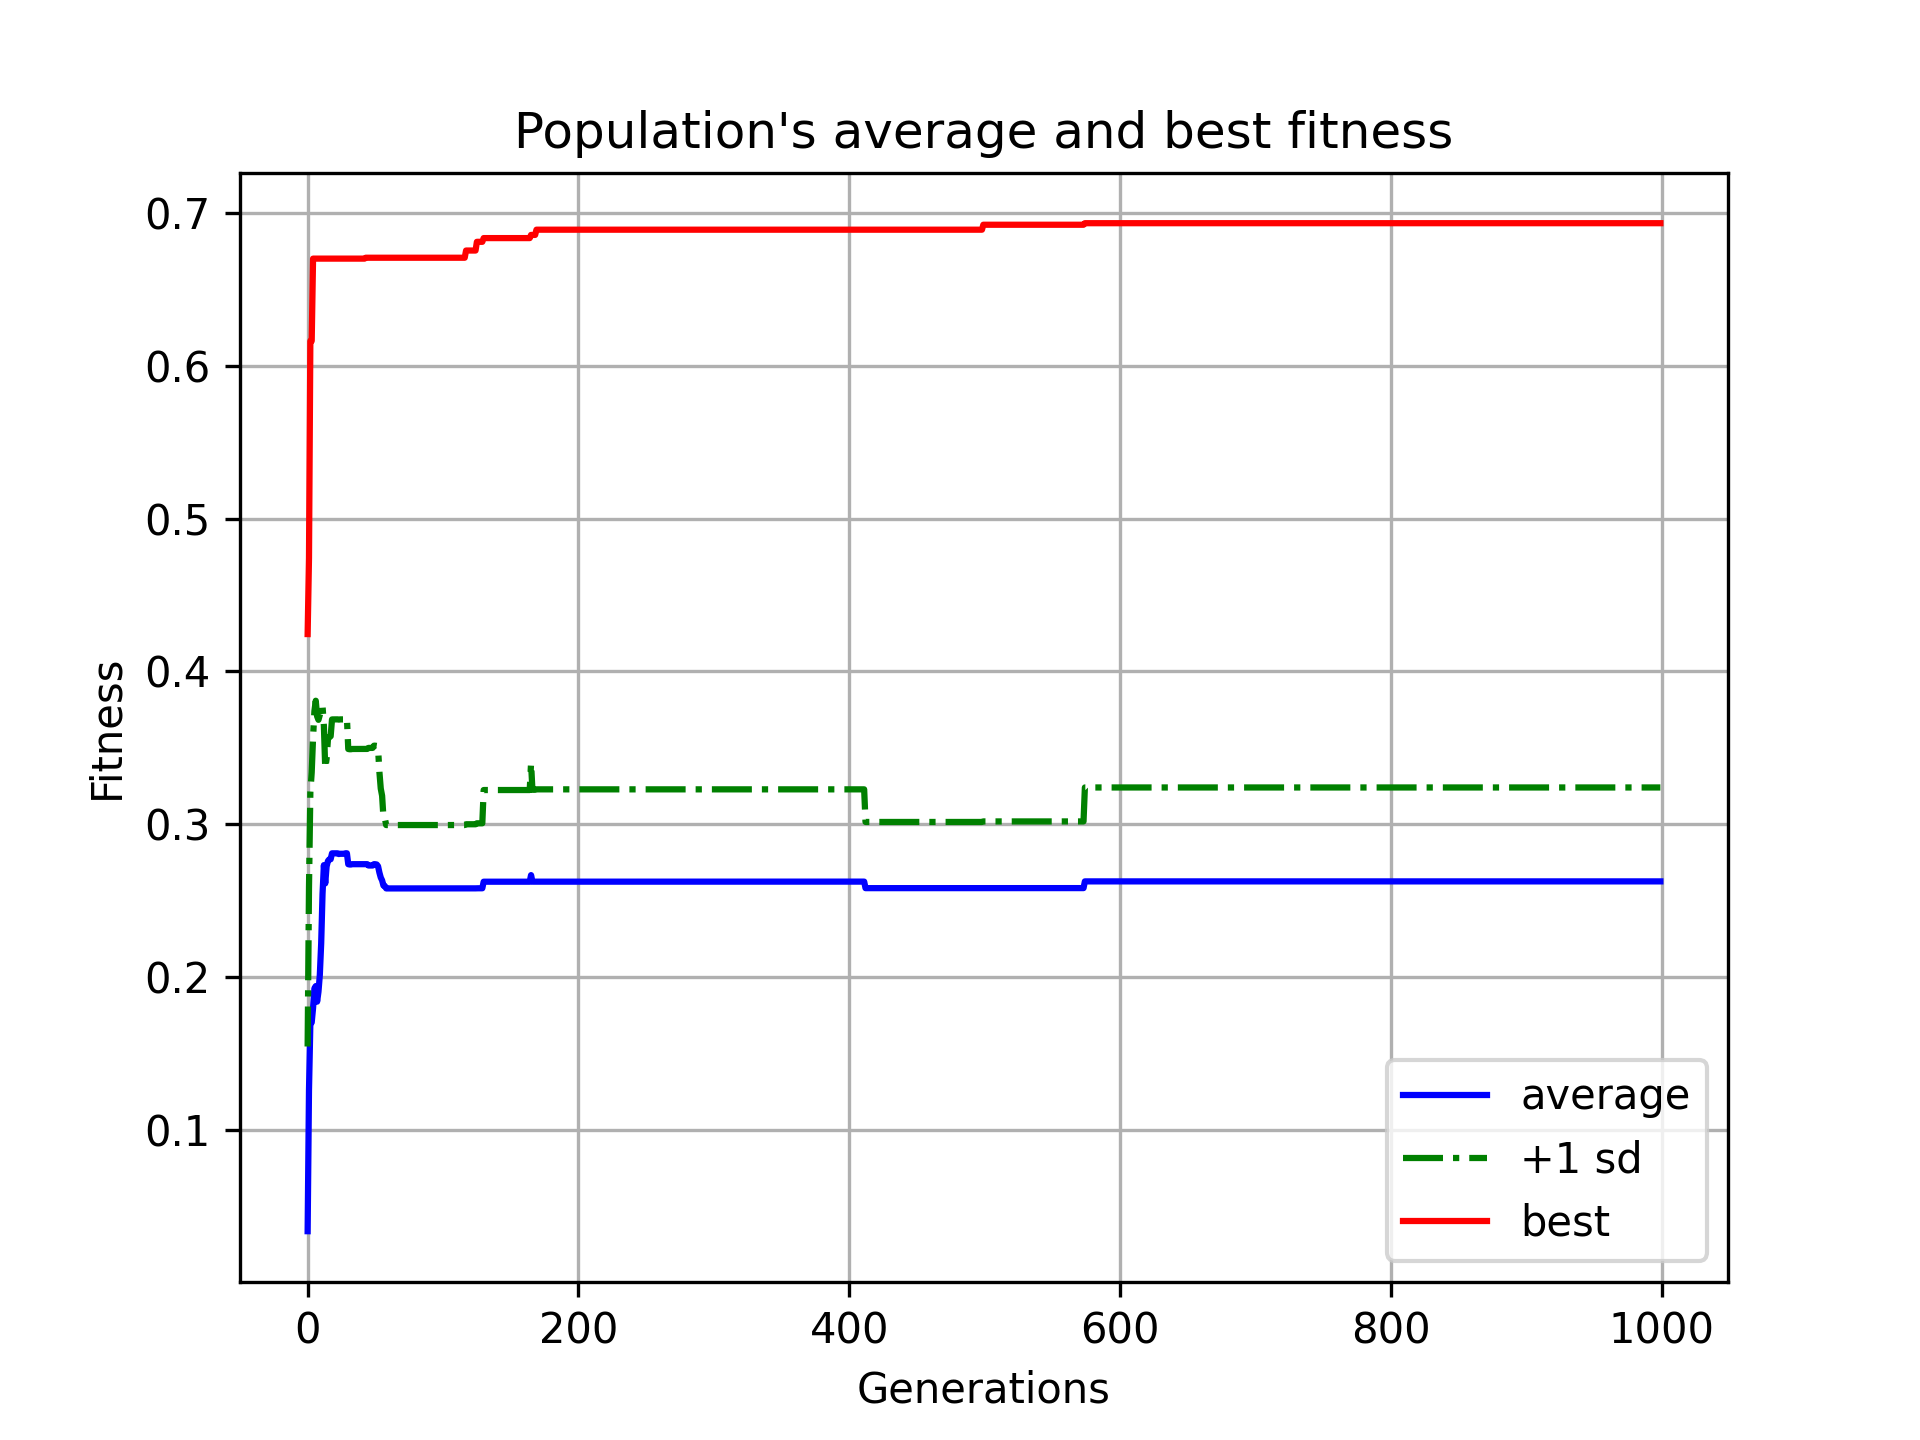 Population's average and best fitness
0.7
0.6
0.5
0.4
0.3
0.2
0.1
Fitness
average
+1 sd
best
0 200 400 600 800 1000
Generations